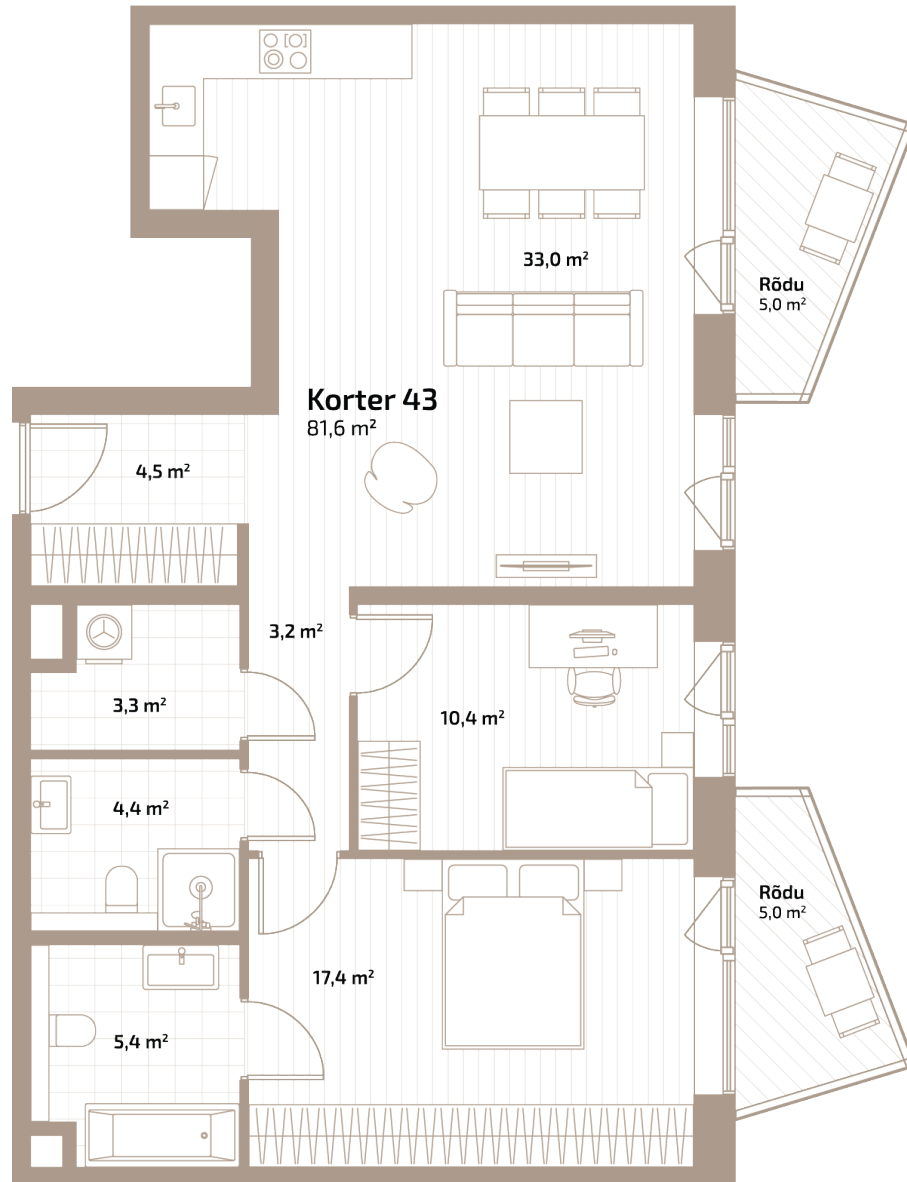 33,0 m²
Rõdu
5,0 m²
Korter 43
81,6 m²
4,5 m²
3,2 m²
3,3 m²
10,4 m²
4,4 m²
Rõdu
5,0 m²
17,4 m²
5,4 m²